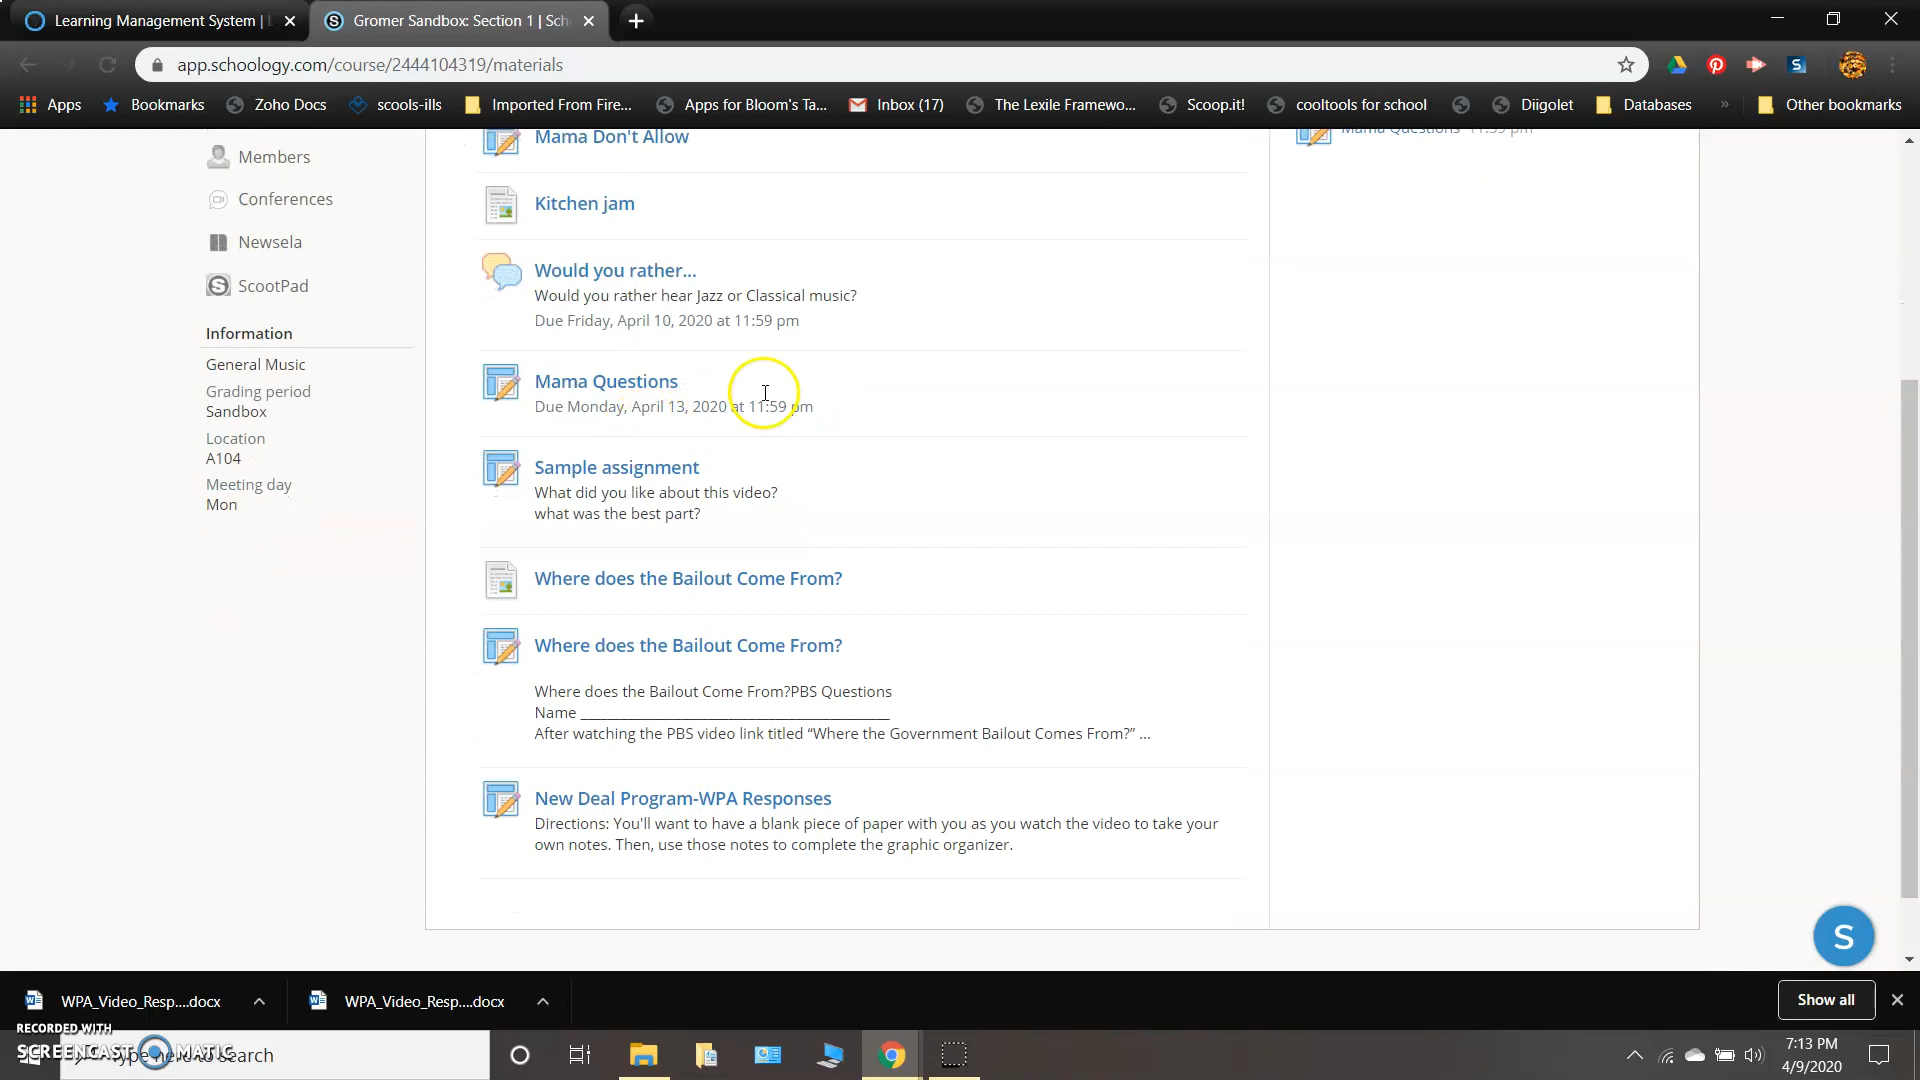 Learning Management System |
Gromer Sandbox: Section 1 | Sch
app.schoology.com/course/2444104319/materials
Apps
Bookmarks
Zoho Docs
scools-ills
Imported From Fire...
Apps for Bloom's Ta...
Inbox (17)
The Lexile Framewo...
Scoop.it!
cooltools for school
Diigolet
Databases
»
Other bookmarks
Members
Conferences
Newsela
ScootPad
Information
General Music
Grading period
Sandbox
Location
A104
Meeting day
Mon
Mama Don't Allow
Kitchen jam
Would you rather...
Would you rather hear Jazz or Classical music?
Due Friday, April 10, 2020 at 11:59 pm
Mama Questions
Due Monday, April 13, 2020 at 11:59 pm
Sample assignment
What did you like about this video?
what was the best part?
Where does the Bailout Come From?
Where does the Bailout Come From?
Where does the Bailout Come From?PBS Questions
Name ________________________________________
After watching the PBS video link titled “Where the Government Bailout Comes From?” ...
New Deal Program-WPA Responses
Directions: You'll want to have a blank piece of paper with you as you watch the video to take your
own notes. Then, use those notes to complete the graphic organizer.
Mama Questions 11:59 pm
S
WPA_Video_Resp....docx
WPA_Video_Resp....docx
Show all
RECORDED WITH
SCREENCAST MATIC
Type here to search
7:13 PM
4/9/2020